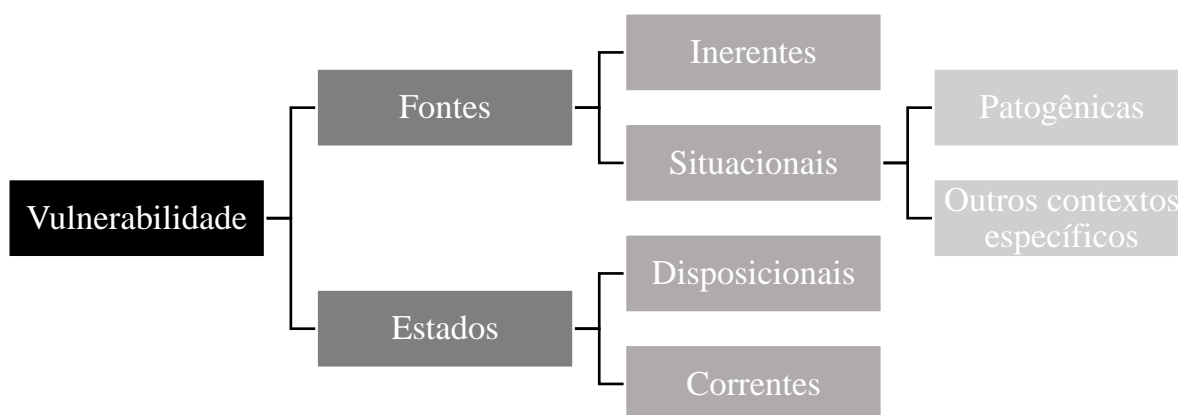 Vulnerabilidade
Fontes
Inerentes
Situacionais
Patogênicas
Outros contextos
específicos
Estados
Disposicionais
Correntes